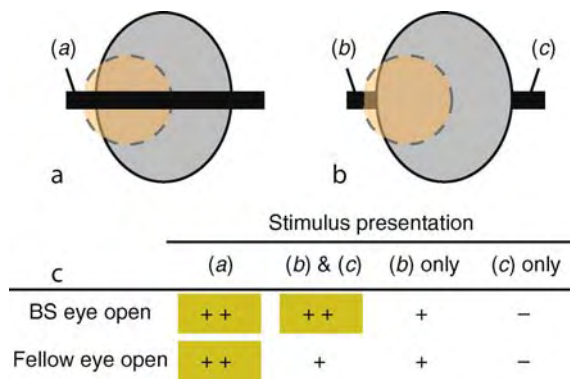 (a) (b) (c)
a b
Stimulus presentation
c (a) (b) & (c) (b) only (c) only
BS eye open ++ ++ + –
Fellow eye open ++ + + –